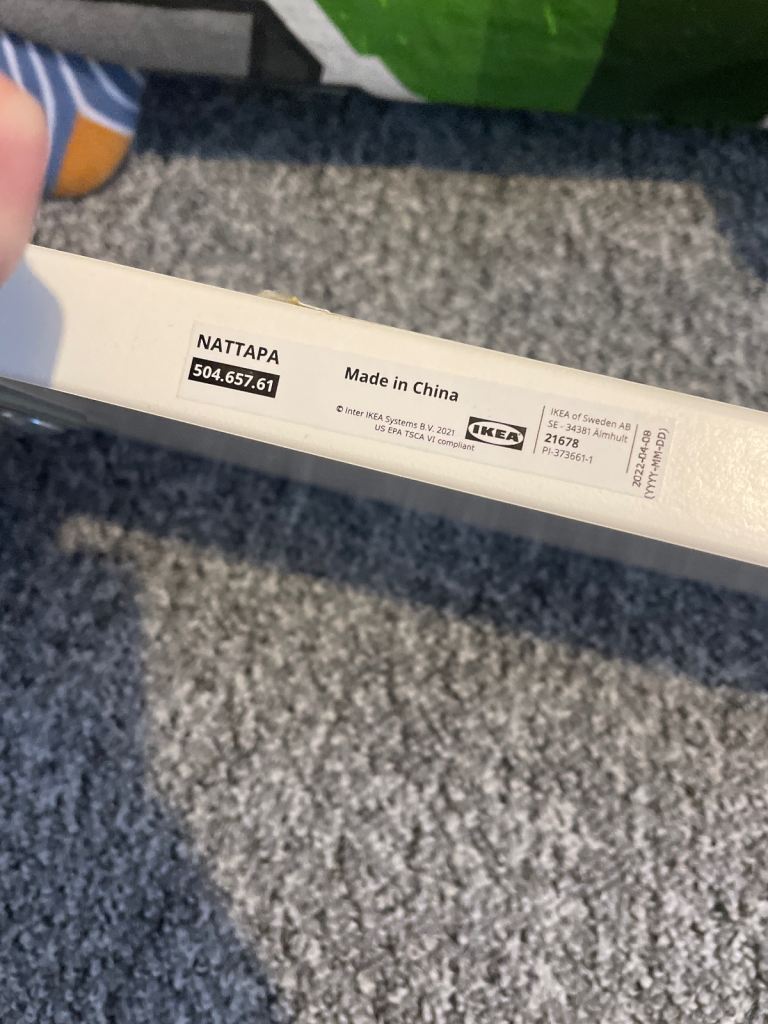 NATTAPA
504.657.61
Made in China
© Inter IKEA Systems B.V. 2021
US EPA TSCA VI compliant
IKEA
IKEA of Sweden AB
SE - 34381 Älmhult
21678
PI-373661-1
2022-04-08
(YYYY-MM-DD)